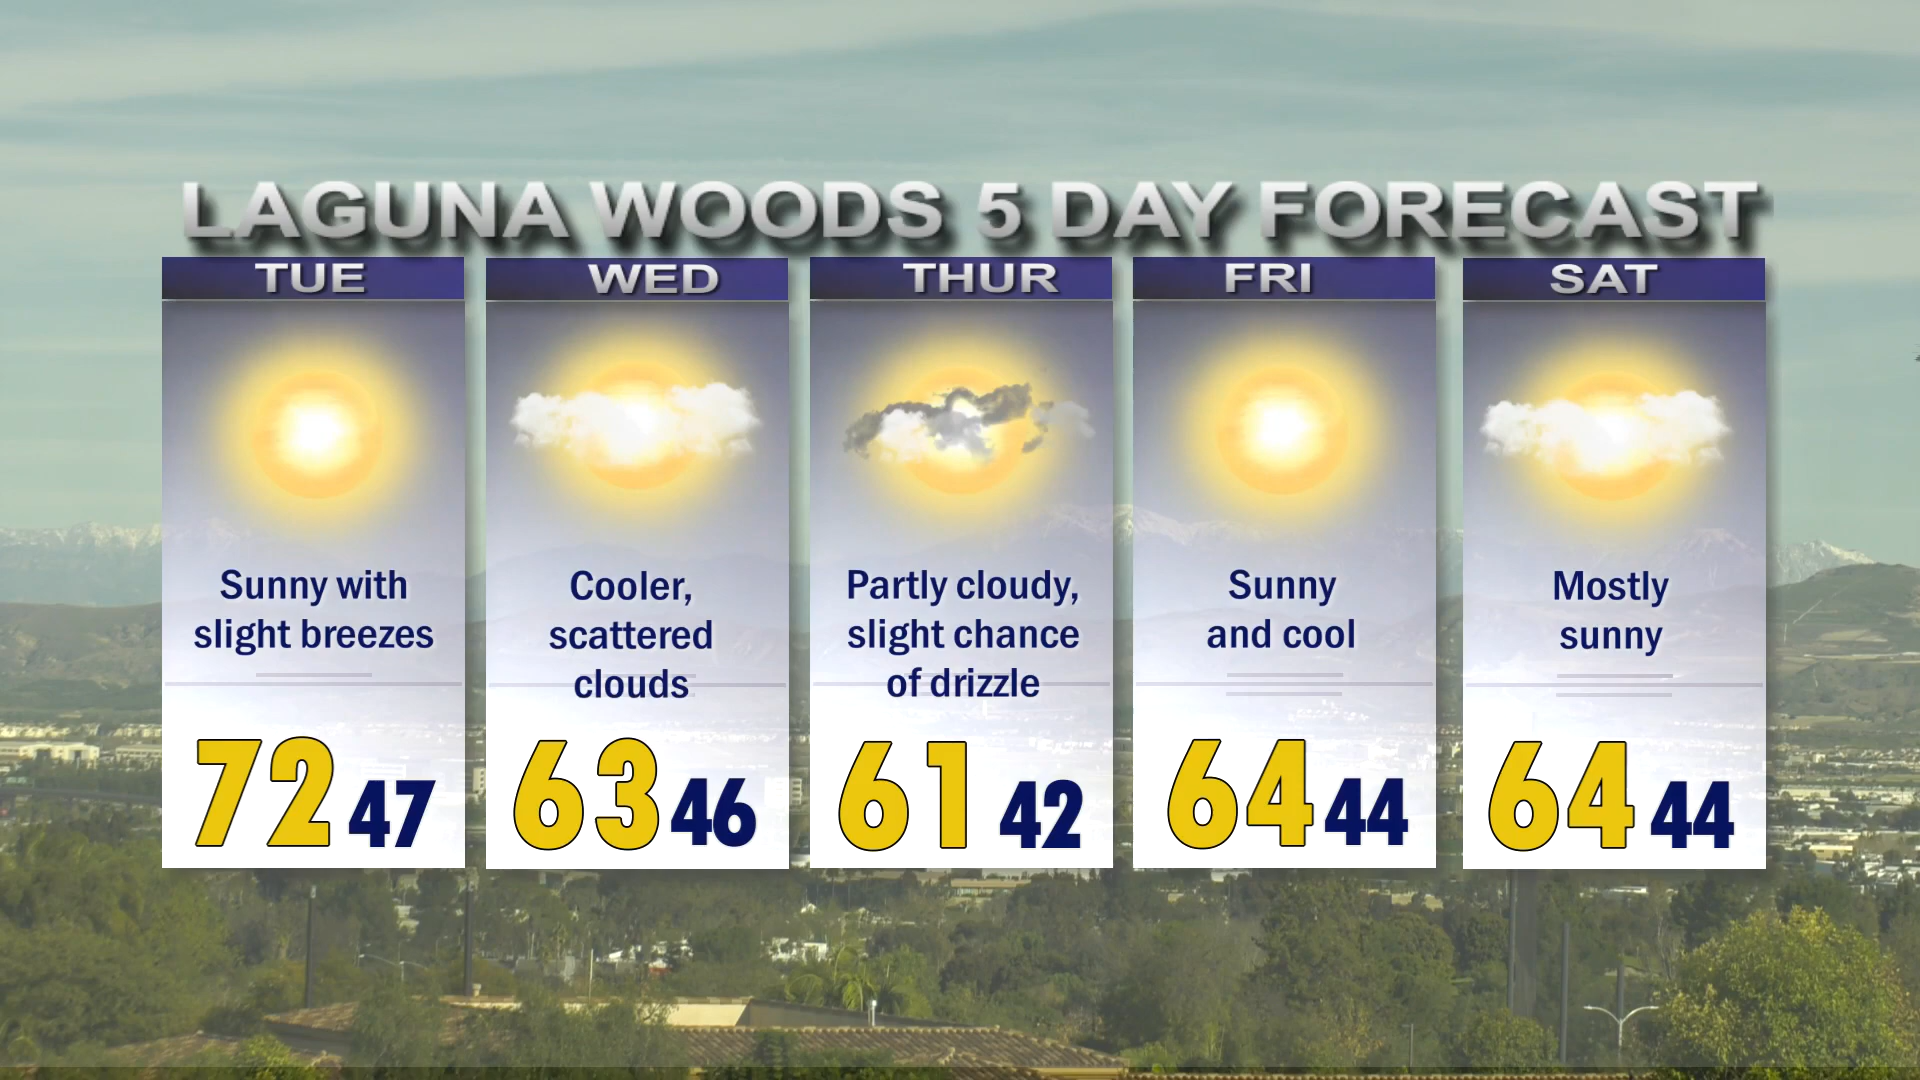 LAGUNA WOODS 5 DAY FORECAST
TUE
Sunny with
slight breezes
72 47
WED
Cooler,
scattered
clouds
63 46
THUR
Partly cloudy,
slight chance
of drizzle
61 42
FRI
Sunny
and cool
64 44
SAT
Mostly
sunny
64 44